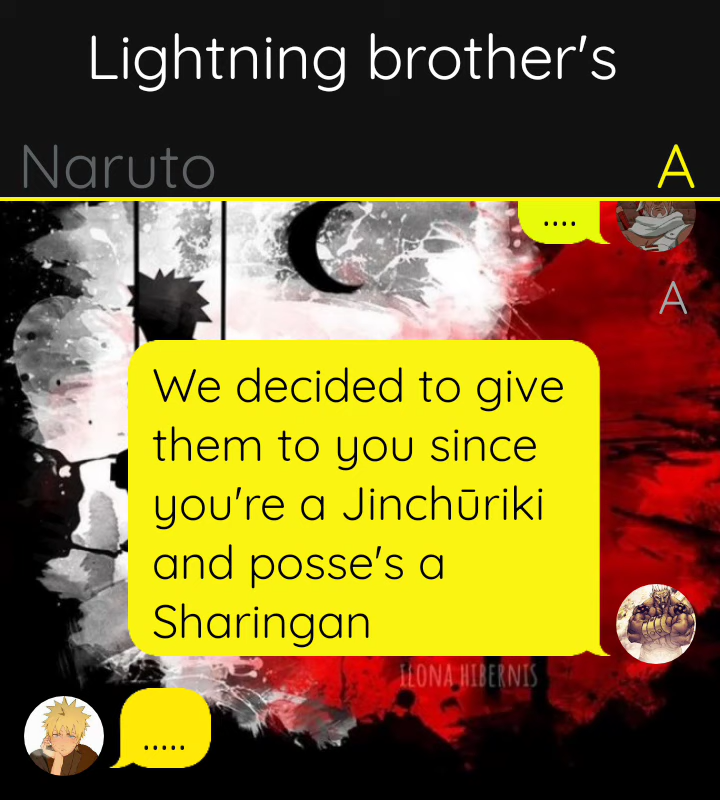 Lightning brother's
Naruto
A
....
A
We decided to give
them to you since
you're a Jinchūriki
and posse's a
Sharingan
ILONA HIBERNIS
.....